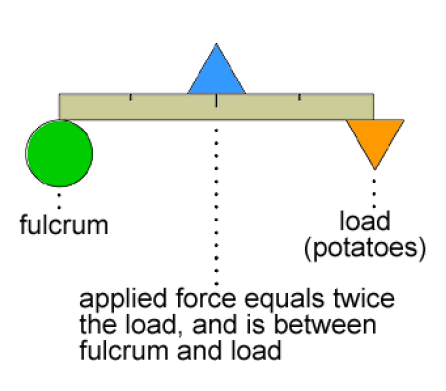 fulcrum
load
(potatoes)
applied force equals twice
the load, and is between
fulcrum and load